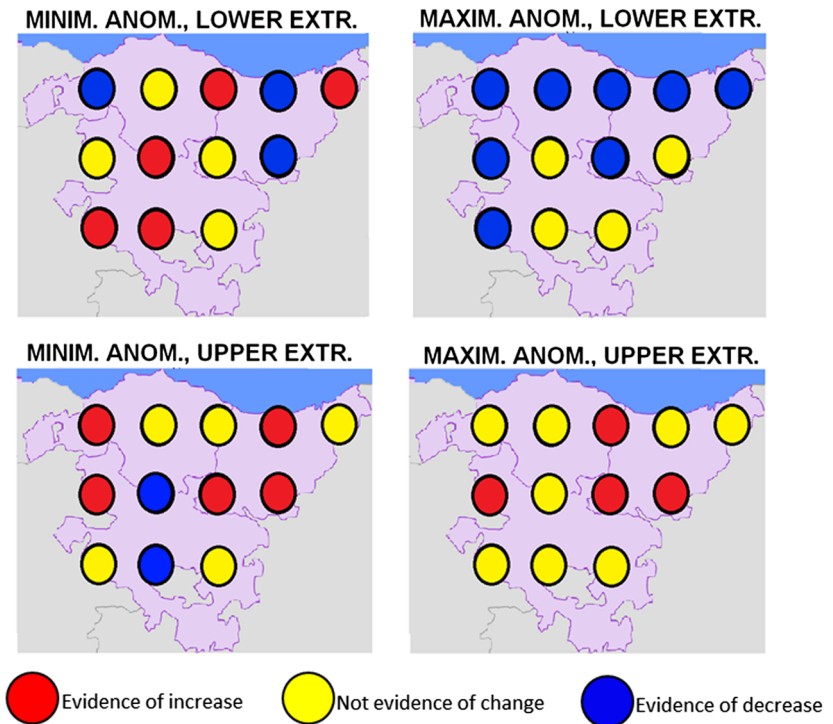 MINIM. ANOM., LOWER EXTR.
MAXIM. ANOM., LOWER EXTR.
MINIM. ANOM., UPPER EXTR.
MAXIM. ANOM., UPPER EXTR.
Evidence of increase
Not evidence of change
Evidence of decrease